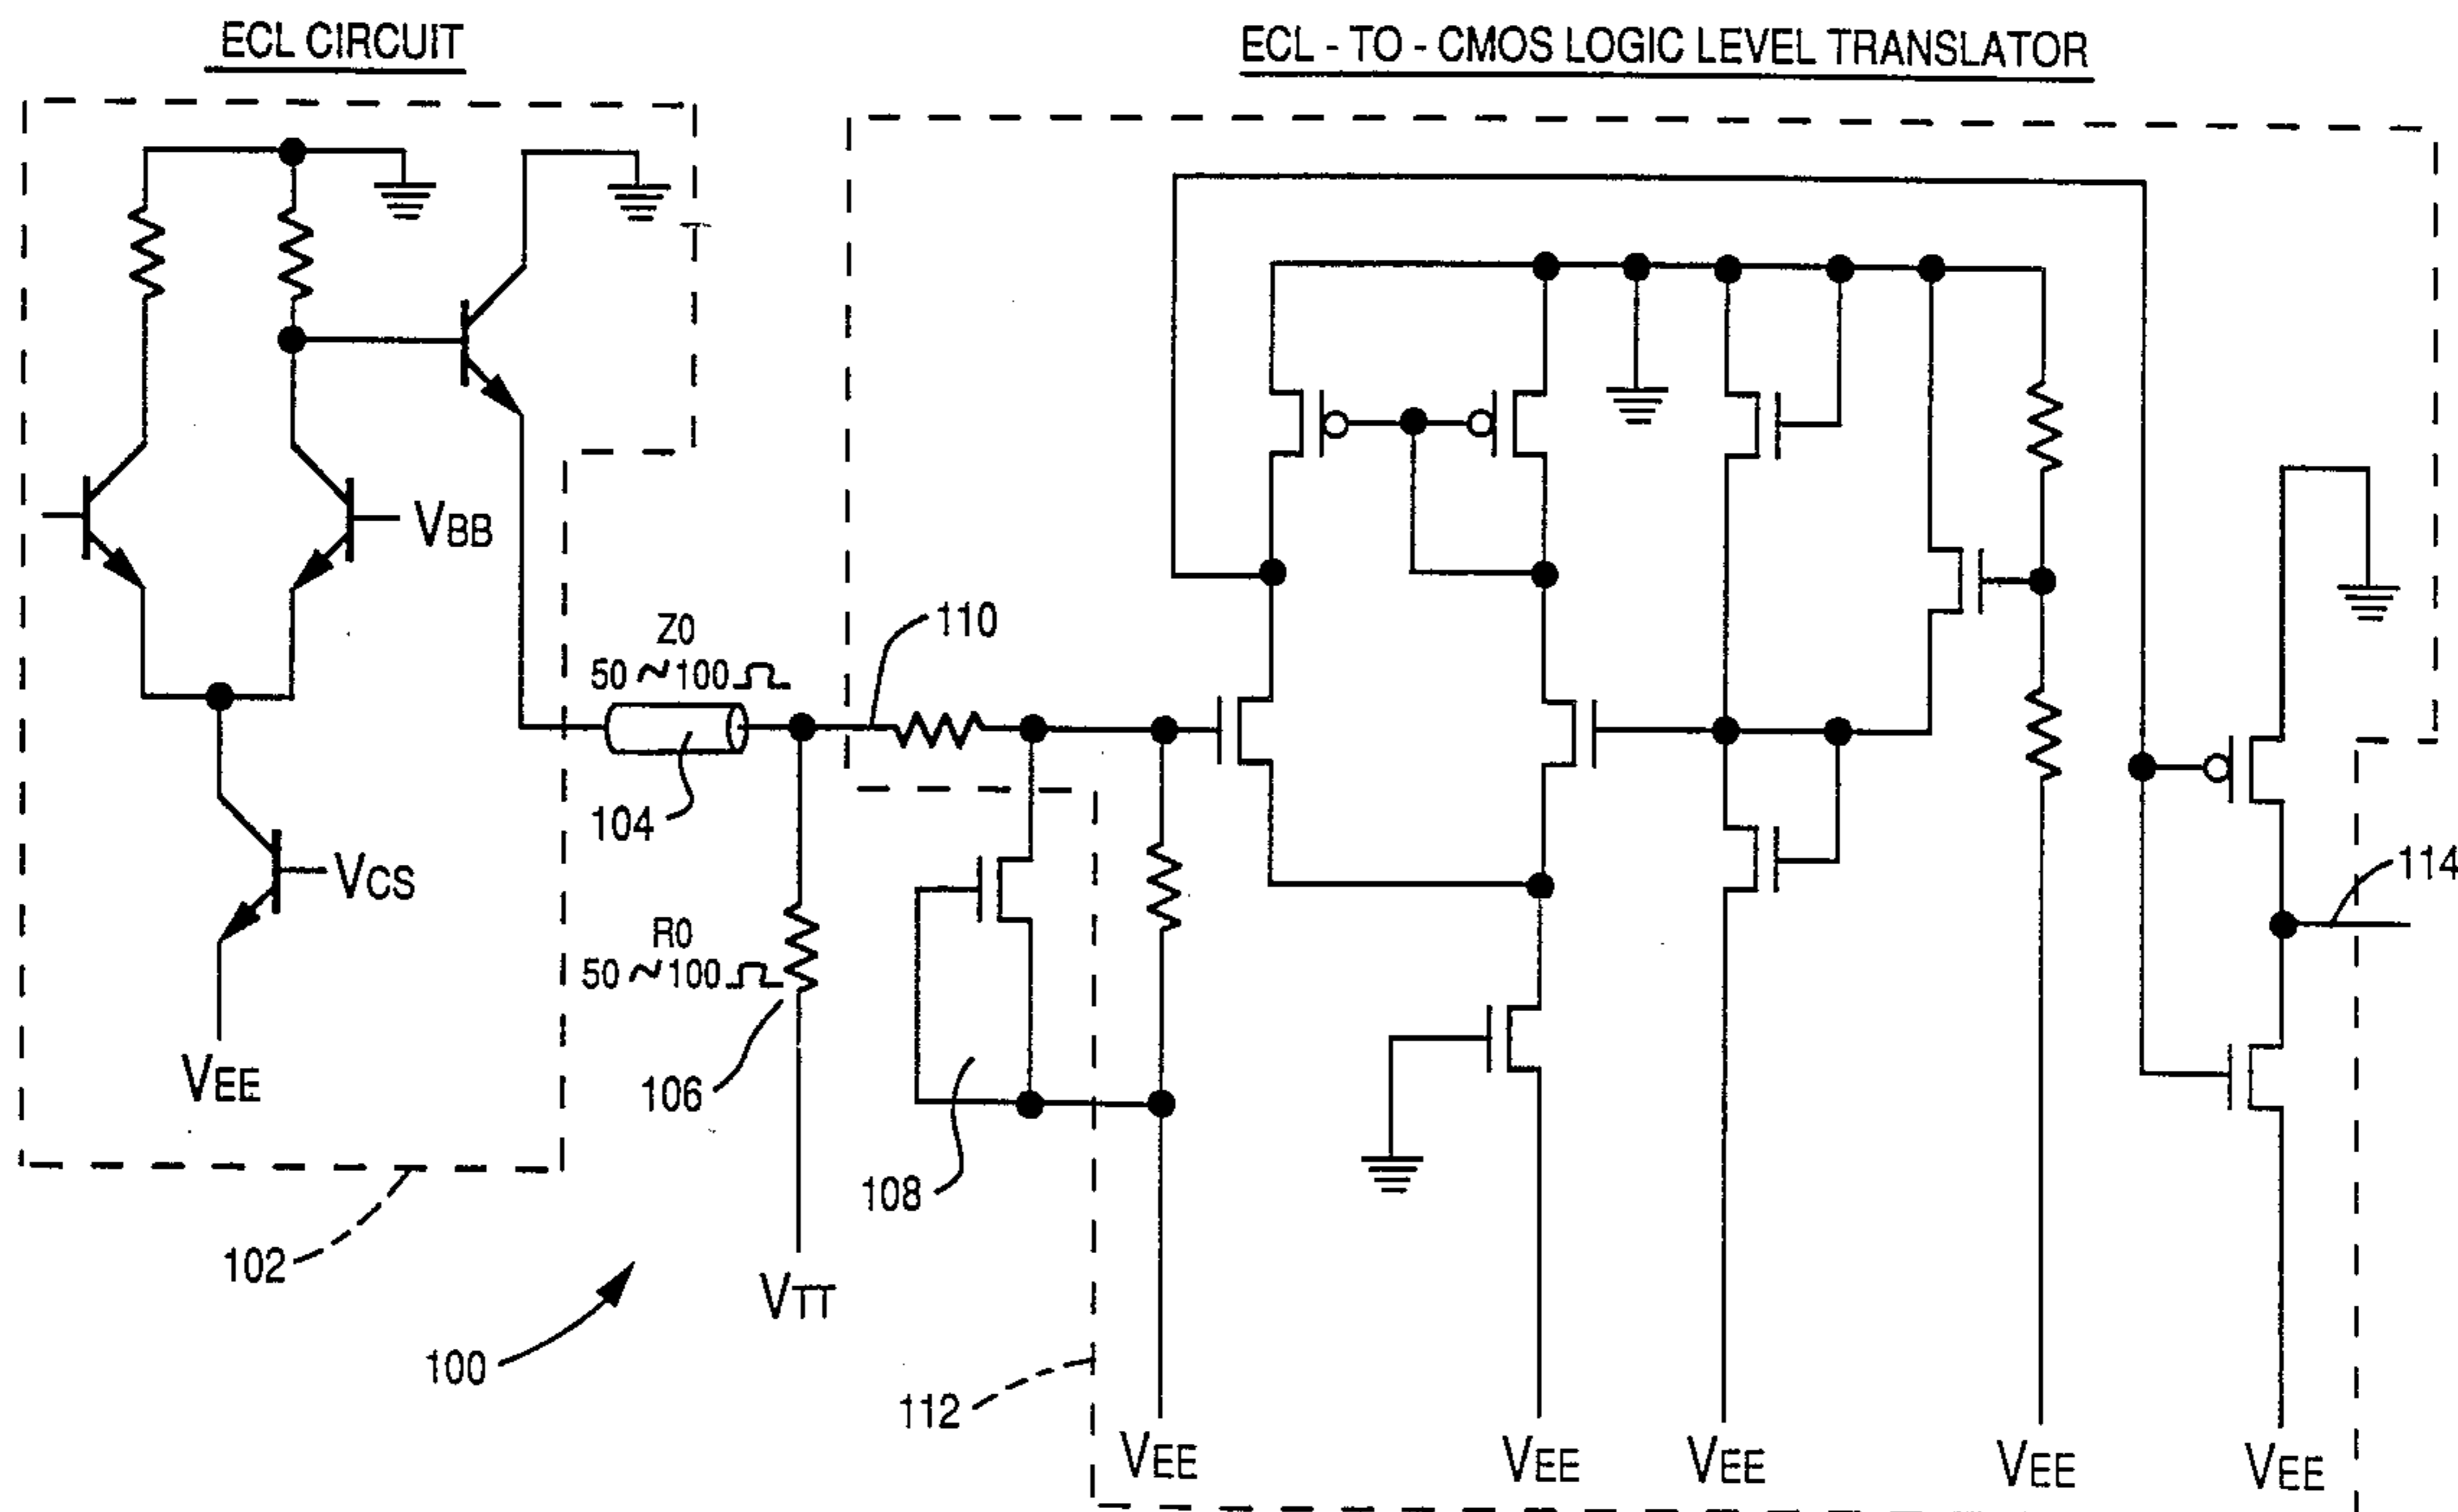 ECL CIRCUIT
ECL - TO - CMOS LOGIC LEVEL TRANSLATOR
VBB
VCS
VEE
Z0
50 ~ 100
110
104
R0
50 ~ 100
106
VTT
108
102
100
112
114
VEE
VEE
VEE
VEE
VEE